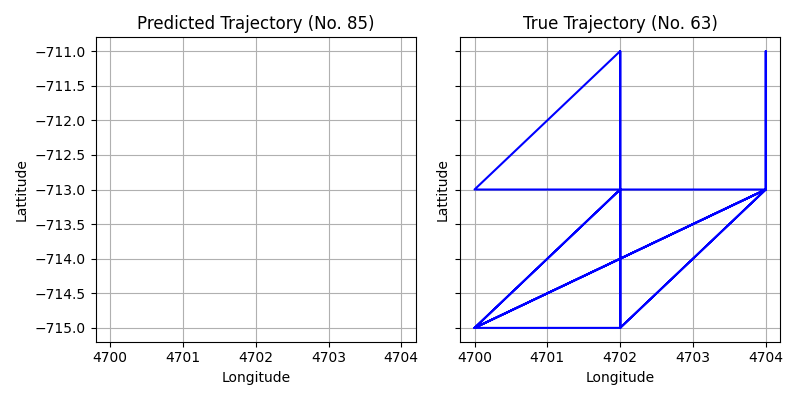 Predicted Trajectory (No. 85)
Lattitude
−711.0
−711.5
−712.0
−712.5
−713.0
−713.5
−714.0
−714.5
−715.0
4700 4701 4702 4703 4704
Longitude
True Trajectory (No. 63)
Lattitude
4700 4701 4702 4703 4704
Longitude